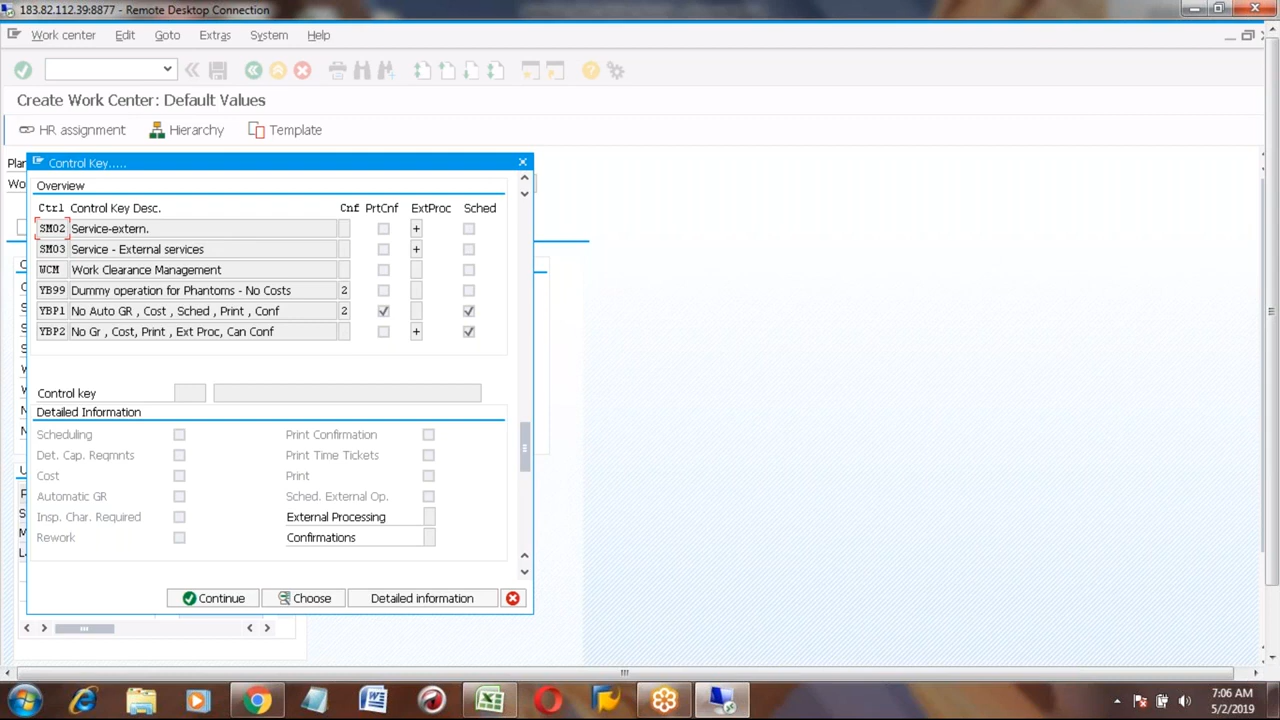 183.82.112.39:8877 - Remote Desktop Connection
Work center Edit Goto Extras System Help
Create Work Center: Default Values
HR assignment Hierarchy Template
Plan
Wo
Control Key.....
Overview
Ctrl Control Key Desc. Cnf PrtCnf ExtProc Sched
SM02 Service-extern. +
SM03 Service - External services +
WCM Work Clearance Management
YB99 Dummy operation for Phantoms - No Costs 2
YBP1 No Auto GR , Cost , Sched , Print , Conf 2
YBP2 No Gr , Cost, Print , Ext Proc, Can Conf +
Control key
Detailed Information
Scheduling Print Confirmation
Det. Cap. Reqmnts Print Time Tickets
Cost Print
Automatic GR Sched. External Op.
Insp. Char. Required External Processing
Rework Confirmations
Continue Choose Detailed information
7:06 AM
5/2/2019